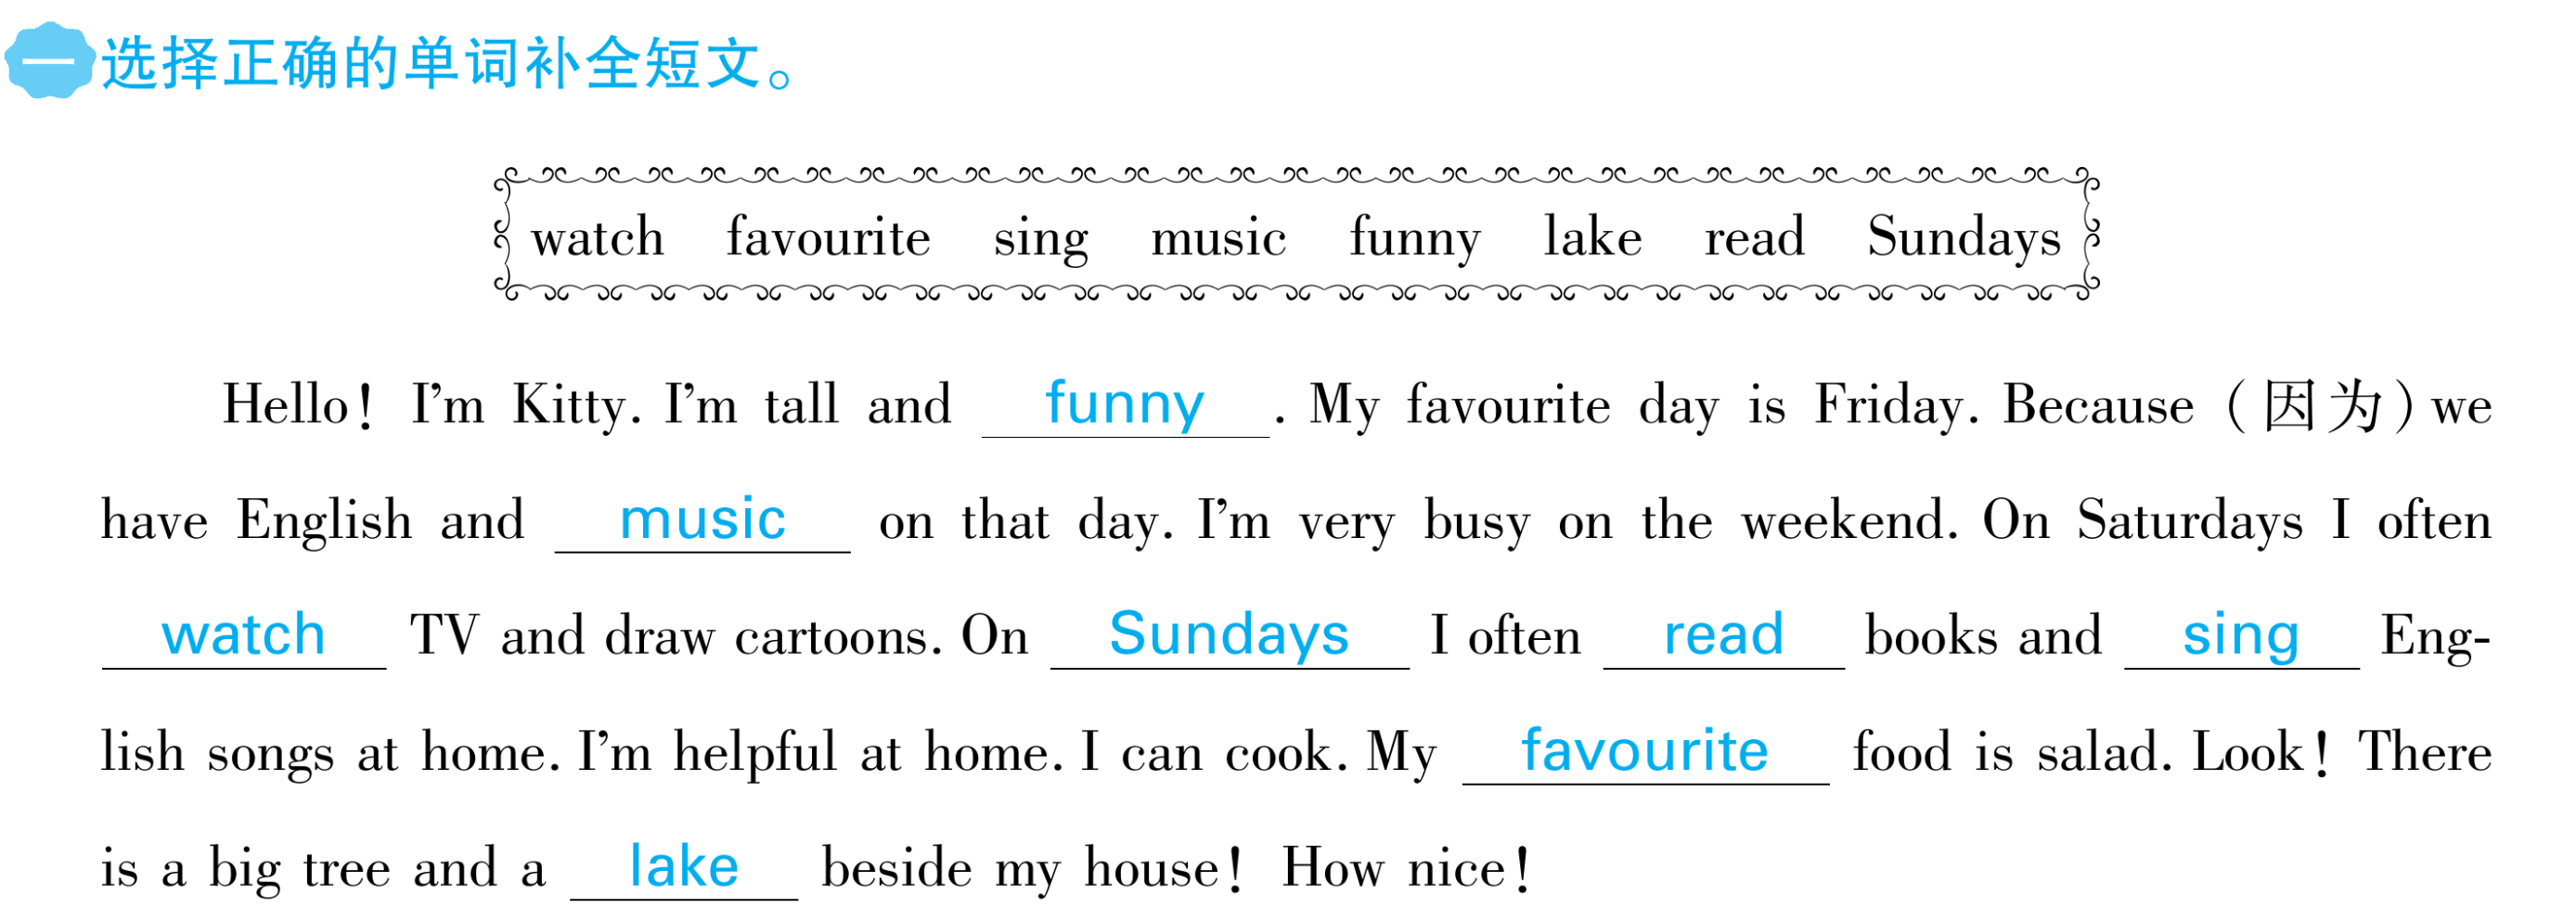 一 选择正确的单词补全短文。
watch favourite sing music funny lake read Sundays
Hello! I'm Kitty. I'm tall and funny. My favourite day is Friday. Because (因为) we
have English and music on that day. I'm very busy on the weekend. On Saturdays I often
watch TV and draw cartoons. On Sundays I often read books and sing Eng-
lish songs at home. I'm helpful at home. I can cook. My favourite food is salad. Look! There
is a big tree and a lake beside my house! How nice!